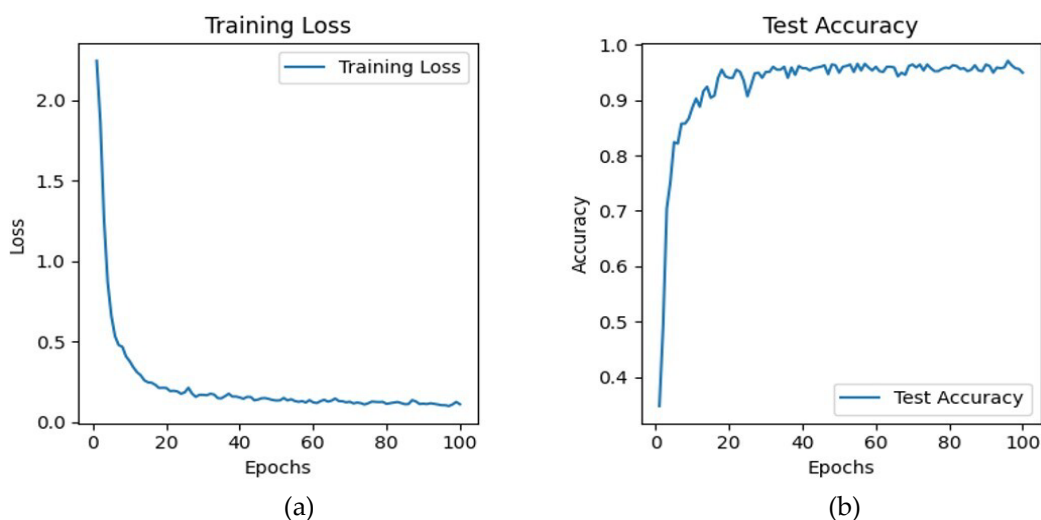 Training Loss
Training Loss
2.0
1.5
1.0
0.5
0.0
Loss
0 20 40 60 80 100
Epochs
(a)
Test Accuracy
1.0
0.9
0.8
0.7
0.6
0.5
0.4
Accuracy
Test Accuracy
0 20 40 60 80 100
Epochs
(b)